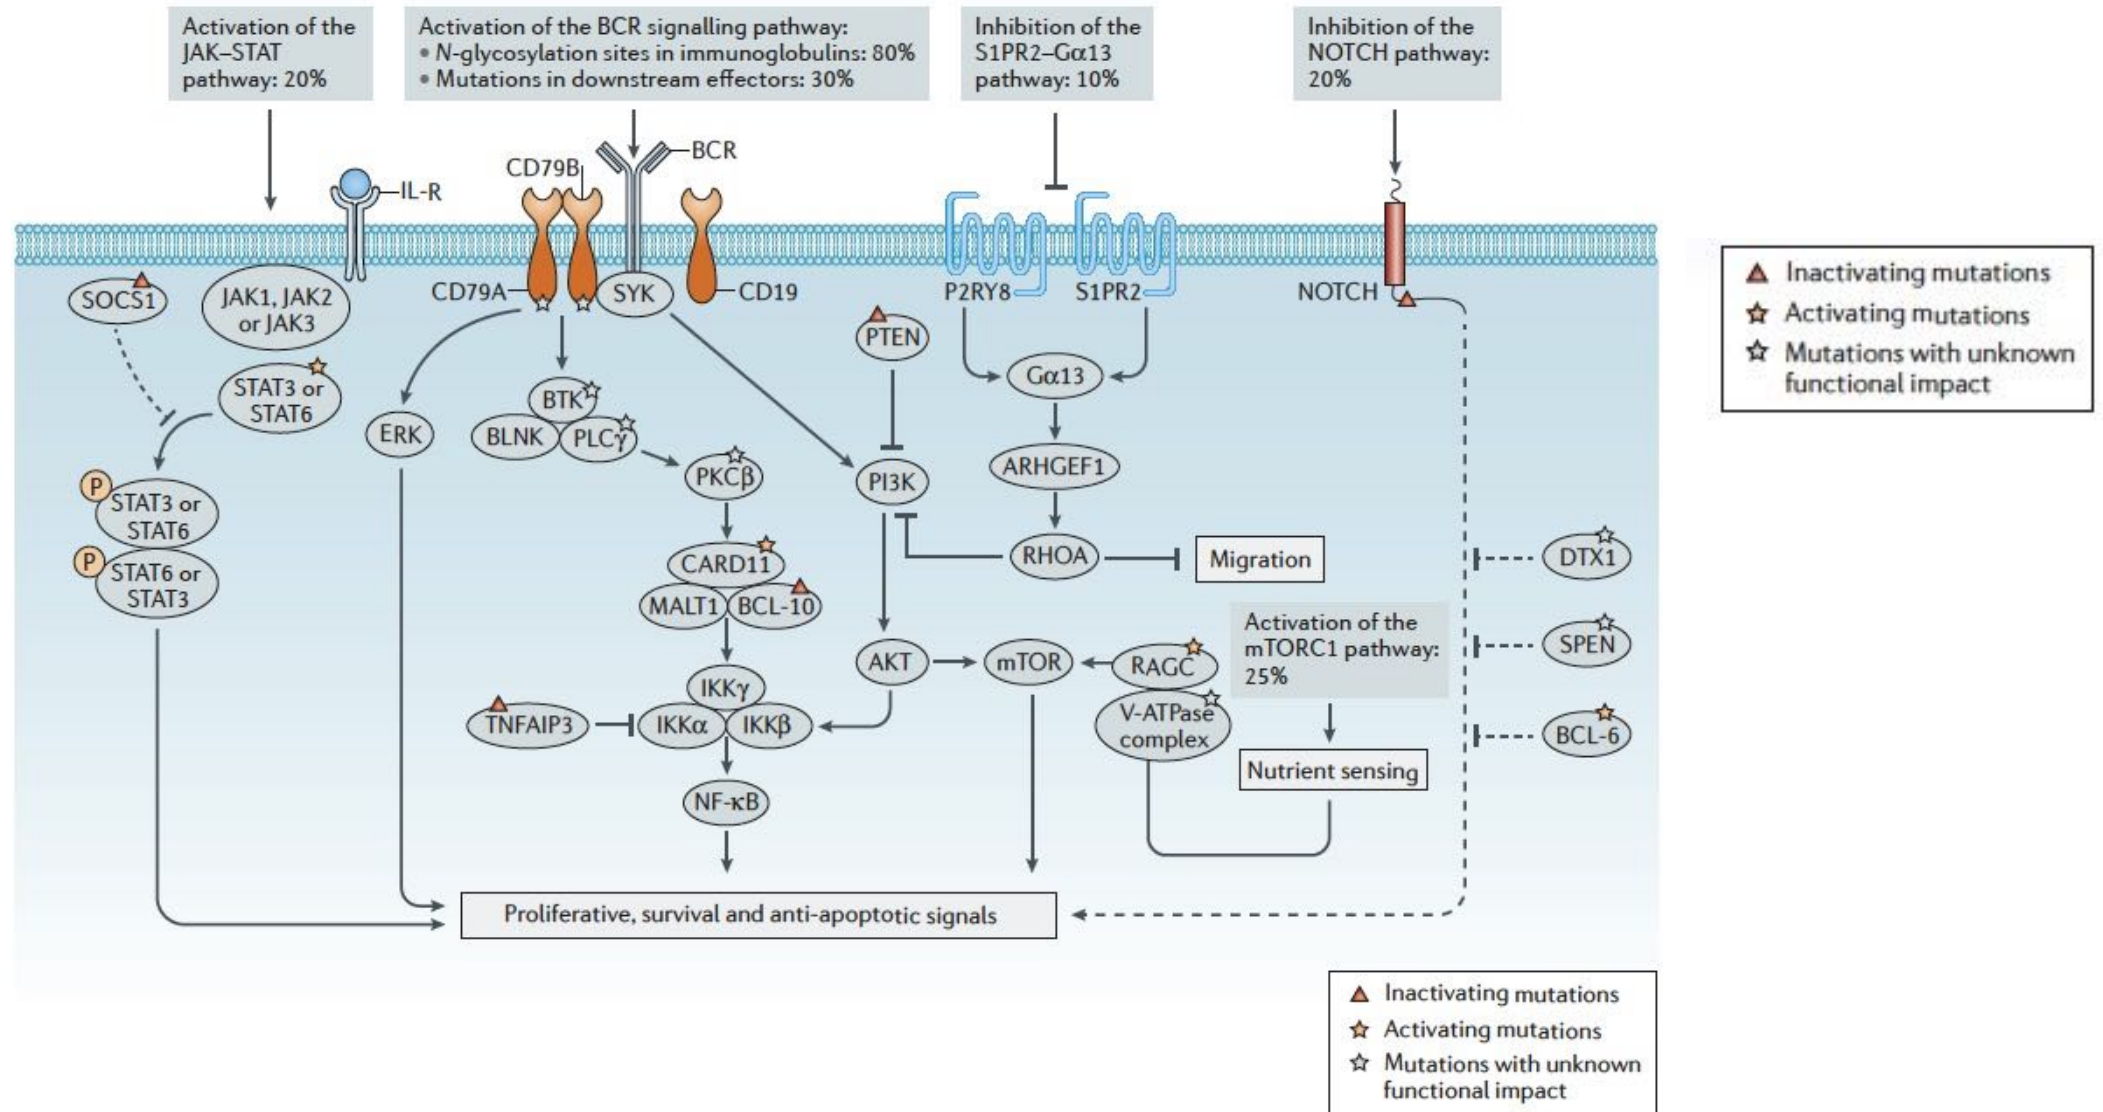 Activation of the
JAK–STAT
pathway: 20%
Activation of the BCR signalling pathway:
• N-glycosylation sites in immunoglobulins: 80%
• Mutations in downstream effectors: 30%
Inhibition of the
S1PR2–Gα13
pathway: 10%
Inhibition of the
NOTCH pathway:
20%
IL-R
CD79B
BCR
CD79A
SYK
CD19
P2RY8
S1PR2
NOTCH
SOCS1
JAK1, JAK2
or JAK3
STAT3 or
STAT6
PTEN
Gα13
ERK
BTK
BLNK
PLCγ
PKCβ
PI3K
ARHGEF1
P
STAT3 or
STAT6
P
STAT6 or
STAT3
CARD11
MALT1
BCL-10
RHOA
Migration
DTX1
SPEN
BCL-6
AKT
mTOR
RAGC
V-ATPase
complex
Activation of the
mTORC1 pathway:
25%
Nutrient sensing
TNFAIP3
IKKγ
IKKα
IKKβ
NF-κB
Proliferative, survival and anti-apoptotic signals
Inactivating mutations
Activating mutations
Mutations with unknown
functional impact
Inactivating mutations
Activating mutations
Mutations with unknown
functional impact